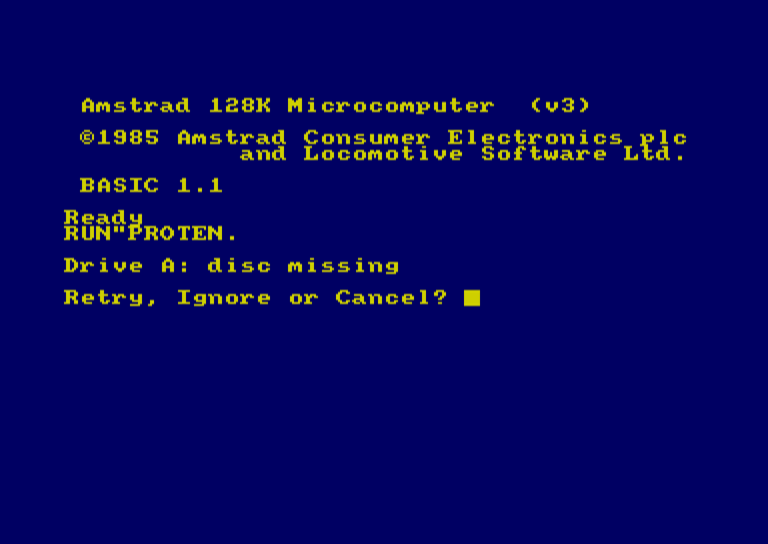 Amstrad 128K Microcomputer (v3)
©1985 Amstrad Consumer Electronics plc
and Locomotive Software Ltd.
BASIC 1.1
Ready
RUN"PROTEN.
Drive A: disc missing
Retry, Ignore or Cancel?